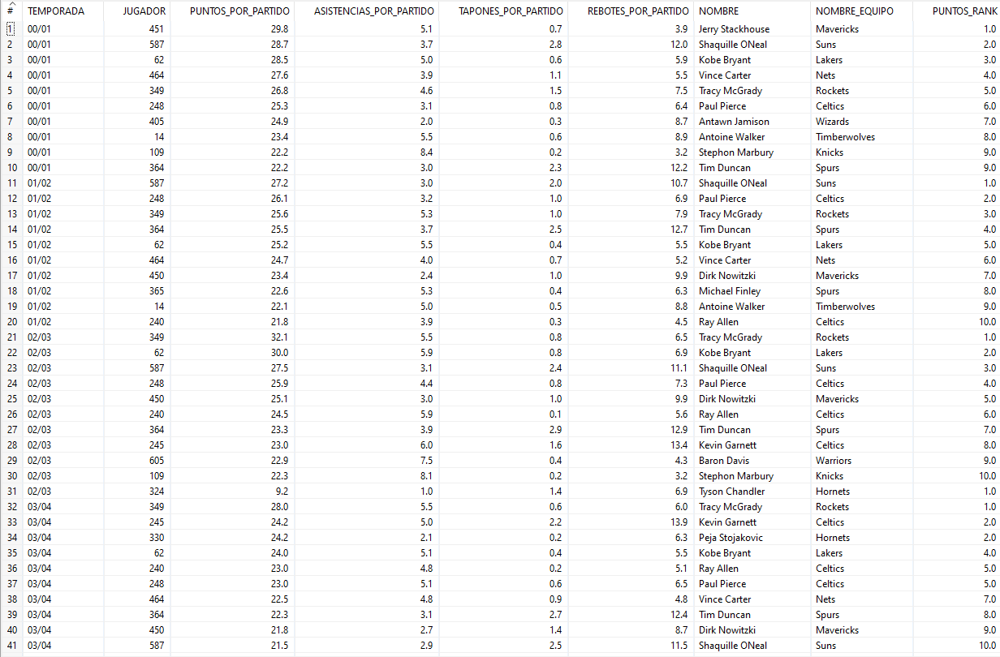 # TEMPORADA JUGADOR PUNTOS_POR_PARTIDO ASISTENCIAS_POR_PARTIDO TAPONES_POR_PARTIDO REBOTES_POR_PARTIDO NOMBRE NOMBRE_EQUIPO PUNTOS_RANK
1 00/01 451 29.8 5.1 0.7 3.9 Jerry Stackhouse Mavericks 1.0
2 00/01 587 28.7 3.7 2.8 12.0 Shaquille ONeal Suns 2.0
3 00/01 62 28.5 5.0 0.6 5.9 Kobe Bryant Lakers 3.0
4 00/01 464 27.6 3.9 1.1 5.5 Vince Carter Nets 4.0
5 00/01 349 26.8 4.6 1.5 7.5 Tracy McGrady Rockets 5.0
6 00/01 248 25.3 3.1 0.8 6.4 Paul Pierce Celtics 6.0
7 00/01 405 24.9 2.0 0.3 8.7 Antawn Jamison Wizards 7.0
8 00/01 14 23.4 5.5 0.6 8.9 Antoine Walker Timberwolves 8.0
9 00/01 109 22.2 8.4 0.2 3.2 Stephon Marbury Knicks 9.0
10 00/01 364 22.2 3.0 2.3 12.2 Tim Duncan Spurs 9.0
11 01/02 587 27.2 3.0 2.0 10.7 Shaquille ONeal Suns 1.0
12 01/02 248 26.1 3.2 1.0 6.9 Paul Pierce Celtics 2.0
13 01/02 349 25.6 5.3 1.0 7.9 Tracy McGrady Rockets 3.0
14 01/02 364 25.5 3.7 2.5 12.7 Tim Duncan Spurs 4.0
15 01/02 62 25.2 5.5 0.4 5.5 Kobe Bryant Lakers 5.0
16 01/02 464 24.7 4.0 0.7 5.2 Vince Carter Nets 6.0
17 01/02 450 23.4 2.4 1.0 9.9 Dirk Nowitzki Mavericks 7.0
18 01/02 365 22.6 5.3 0.4 6.3 Michael Finley Spurs 8.0
19 01/02 14 22.1 5.0 0.5 8.8 Antoine Walker Timberwolves 9.0
20 01/02 240 21.8 3.9 0.3 4.5 Ray Allen Celtics 10.0
21 02/03 349 32.1 5.5 0.8 6.5 Tracy McGrady Rockets 1.0
22 02/03 62 30.0 5.9 0.8 6.9 Kobe Bryant Lakers 2.0
23 02/03 587 27.5 3.1 2.4 11.1 Shaquille ONeal Suns 3.0
24 02/03 248 25.9 4.4 0.8 7.3 Paul Pierce Celtics 4.0
25 02/03 450 25.1 3.0 1.0 9.9 Dirk Nowitzki Mavericks 5.0
26 02/03 240 24.5 5.9 0.1 5.6 Ray Allen Celtics 6.0
27 02/03 364 23.3 3.9 2.9 12.9 Tim Duncan Spurs 7.0
28 02/03 245 23.0 6.0 1.6 13.4 Kevin Garnett Celtics 8.0
29 02/03 605 22.9 7.5 0.4 4.3 Baron Davis Warriors 9.0
30 02/03 109 22.3 8.1 0.2 3.2 Stephon Marbury Knicks 10.0
31 02/03 324 9.2 1.0 1.4 6.9 Tyson Chandler Hornets 1.0
32 03/04 349 28.0 5.5 0.6 6.0 Tracy McGrady Rockets 1.0
33 03/04 245 24.2 5.0 2.2 13.9 Kevin Garnett Celtics 2.0
34 03/04 330 24.2 2.1 0.2 6.3 Peja Stojakovic Hornets 2.0
35 03/04 62 24.0 5.1 0.4 5.5 Kobe Bryant Lakers 4.0
36 03/04 240 23.0 4.8 0.2 5.1 Ray Allen Celtics 5.0
37 03/04 248 23.0 5.1 0.6 6.5 Paul Pierce Celtics 5.0
38 03/04 464 22.5 4.8 0.9 4.8 Vince Carter Nets 7.0
39 03/04 364 22.3 3.1 2.7 12.4 Tim Duncan Spurs 8.0
40 03/04 450 21.8 2.7 1.4 8.7 Dirk Nowitzki Mavericks 9.0
41 03/04 587 21.5 2.9 2.5 11.5 Shaquille ONeal Suns 10.0